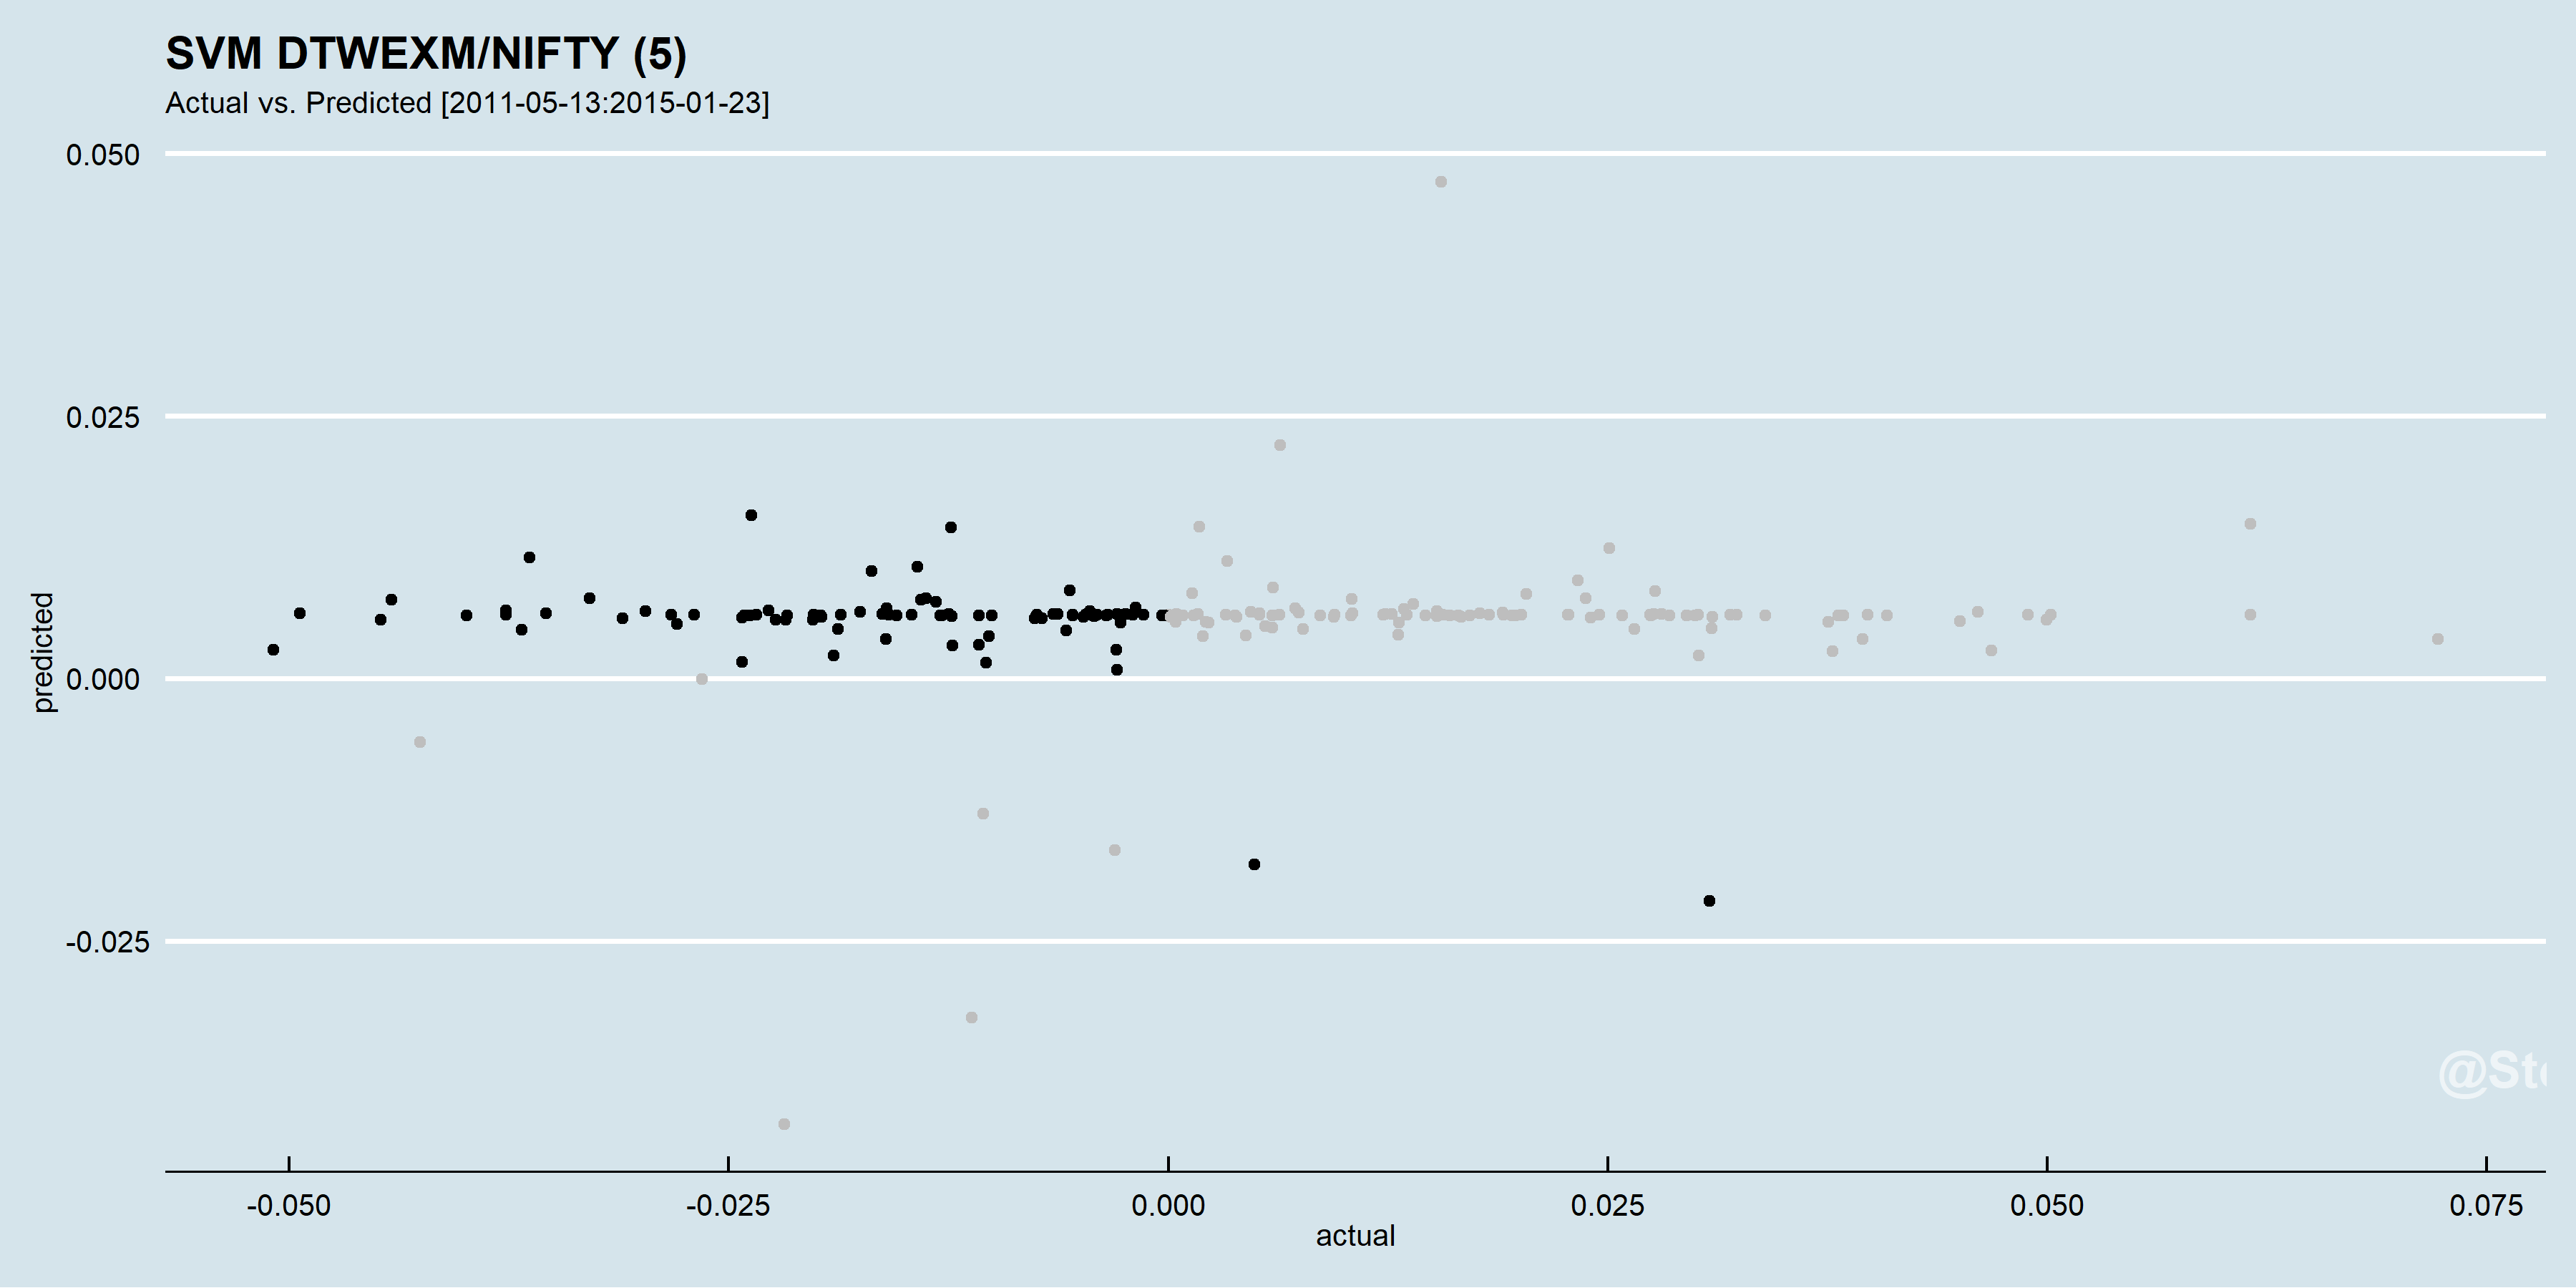 SVM DTWEXM/NIFTY (5)
Actual vs. Predicted [2011-05-13:2015-01-23]
0.050
0.025
0.000
-0.025
predicted
-0.050 -0.025 0.000 0.025 0.050 0.075
actual